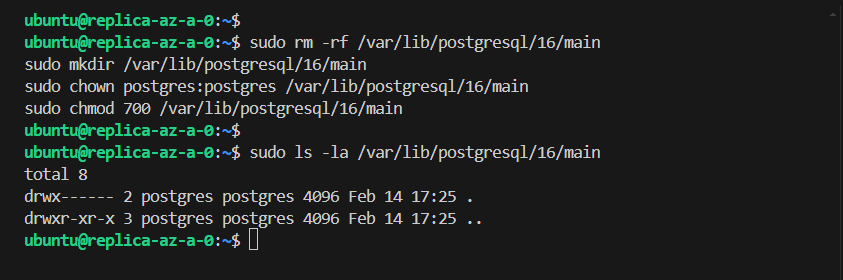 ubuntu@replica-az-a-0:~$
ubuntu@replica-az-a-0:~$ sudo rm -rf /var/lib/postgresql/16/main
sudo mkdir /var/lib/postgresql/16/main
sudo chown postgres:postgres /var/lib/postgresql/16/main
sudo chmod 700 /var/lib/postgresql/16/main
ubuntu@replica-az-a-0:~$
ubuntu@replica-az-a-0:~$ sudo ls -la /var/lib/postgresql/16/main
total 8
drwx------ 2 postgres postgres 4096 Feb 14 17:25 .
drwxr-xr-x 3 postgres postgres 4096 Feb 14 17:25 ..
ubuntu@replica-az-a-0:~$